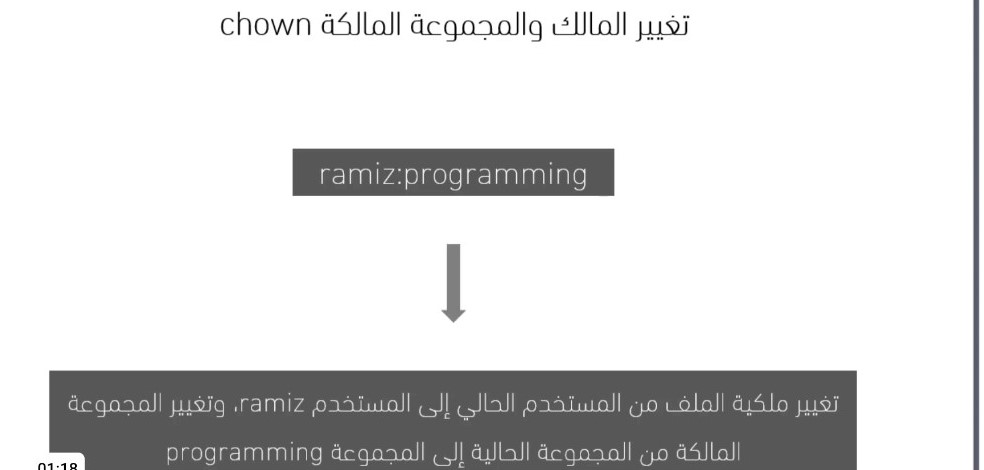 تغيير المالك والمجموعة المالكة chown
ramiz:programming
تغيير ملكية الملف من المستخدم الحالي إلى المستخدم ramiz، وتغيير المجموعة
المالكة من المجموعة الحالية إلى المجموعة programming
01:18